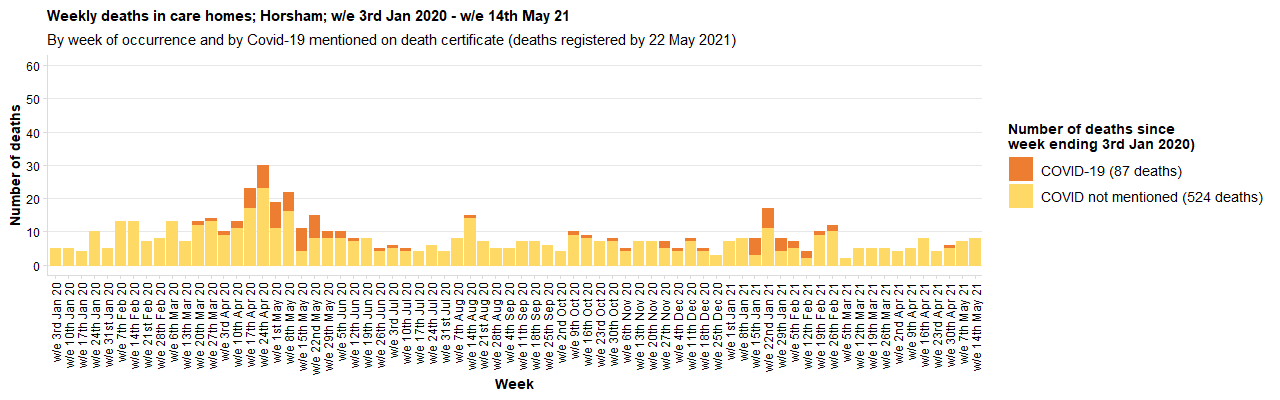 Weekly deaths in care homes; Horsham; w/e 3rd Jan 2020 - w/e 14th May 21
By week of occurrence and by Covid-19 mentioned on death certificate (deaths registered by 22 May 2021)
Number of deaths
60
50
40
30
20
10
0
w/e 3rd Jan 20
w/e 10th Jan 20
w/e 17th Jan 20
w/e 24th Jan 20
w/e 31st Jan 20
w/e 7th Feb 20
w/e 14th Feb 20
w/e 21st Feb 20
w/e 28th Feb 20
w/e 6th Mar 20
w/e 13th Mar 20
w/e 20th Mar 20
w/e 27th Mar 20
w/e 3rd Apr 20
w/e 10th Apr 20
w/e 17th Apr 20
w/e 24th Apr 20
w/e 1st May 20
w/e 8th May 20
w/e 15th May 20
w/e 22nd May 20
w/e 29th May 20
w/e 5th Jun 20
w/e 12th Jun 20
w/e 19th Jun 20
w/e 26th Jun 20
w/e 3rd Jul 20
w/e 10th Jul 20
w/e 17th Jul 20
w/e 24th Jul 20
w/e 31st Jul 20
w/e 7th Aug 20
w/e 14th Aug 20
w/e 21st Aug 20
w/e 28th Aug 20
w/e 4th Sep 20
w/e 11th Sep 20
w/e 18th Sep 20
w/e 25th Sep 20
w/e 2nd Oct 20
w/e 9th Oct 20
w/e 16th Oct 20
w/e 23rd Oct 20
w/e 30th Oct 20
w/e 6th Nov 20
w/e 13th Nov 20
w/e 20th Nov 20
w/e 27th Nov 20
w/e 4th Dec 20
w/e 11th Dec 20
w/e 18th Dec 20
w/e 25th Dec 20
w/e 1st Jan 21
w/e 8th Jan 21
w/e 15th Jan 21
w/e 22nd Jan 21
w/e 29th Jan 21
w/e 5th Feb 21
w/e 12th Feb 21
w/e 19th Feb 21
w/e 26th Feb 21
w/e 5th Mar 21
w/e 12th Mar 21
w/e 19th Mar 21
w/e 26th Mar 21
w/e 2nd Apr 21
w/e 9th Apr 21
w/e 16th Apr 21
w/e 23rd Apr 21
w/e 30th Apr 21
w/e 7th May 21
w/e 14th May 21
Week
Number of deaths since
week ending 3rd Jan 2020)
COVID-19 (87 deaths)
COVID not mentioned (524 deaths)